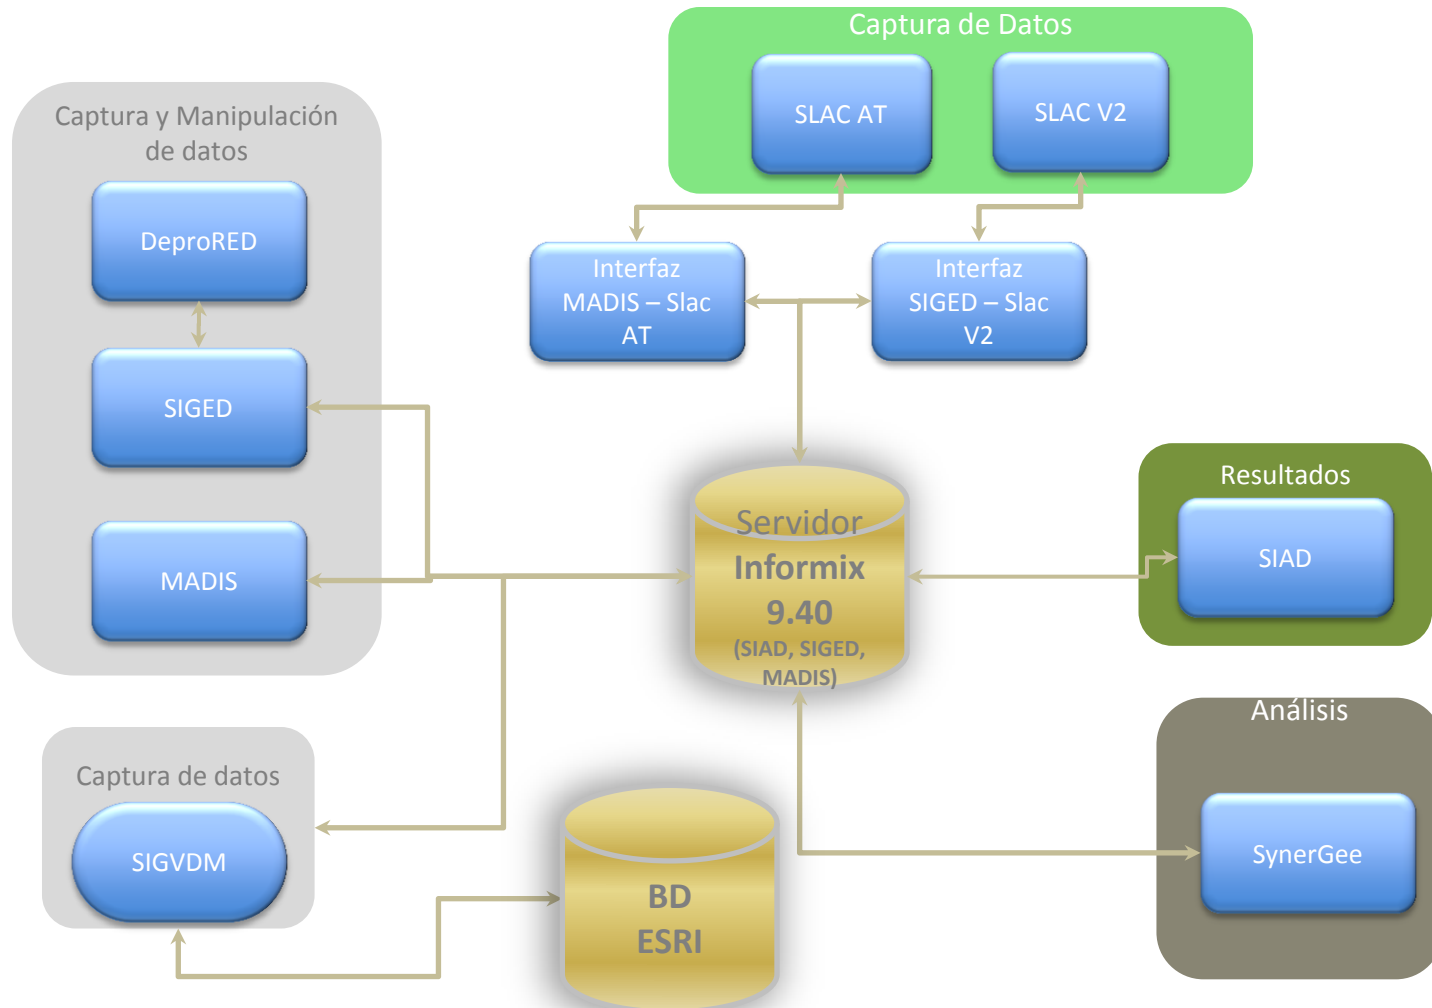 Captura de Datos
SLAC AT
SLAC V2
Captura y Manipulación
de datos
DeproRED
SIGED
MADIS
Interfaz
MADIS – Slac
AT
Interfaz
SIGED – Slac
V2
Servidor
Informix
9.40
(SIAD, SIGED,
MADIS)
Resultados
SIAD
Análisis
SynerGee
Captura de datos
SIGVDM
BD
ESRI